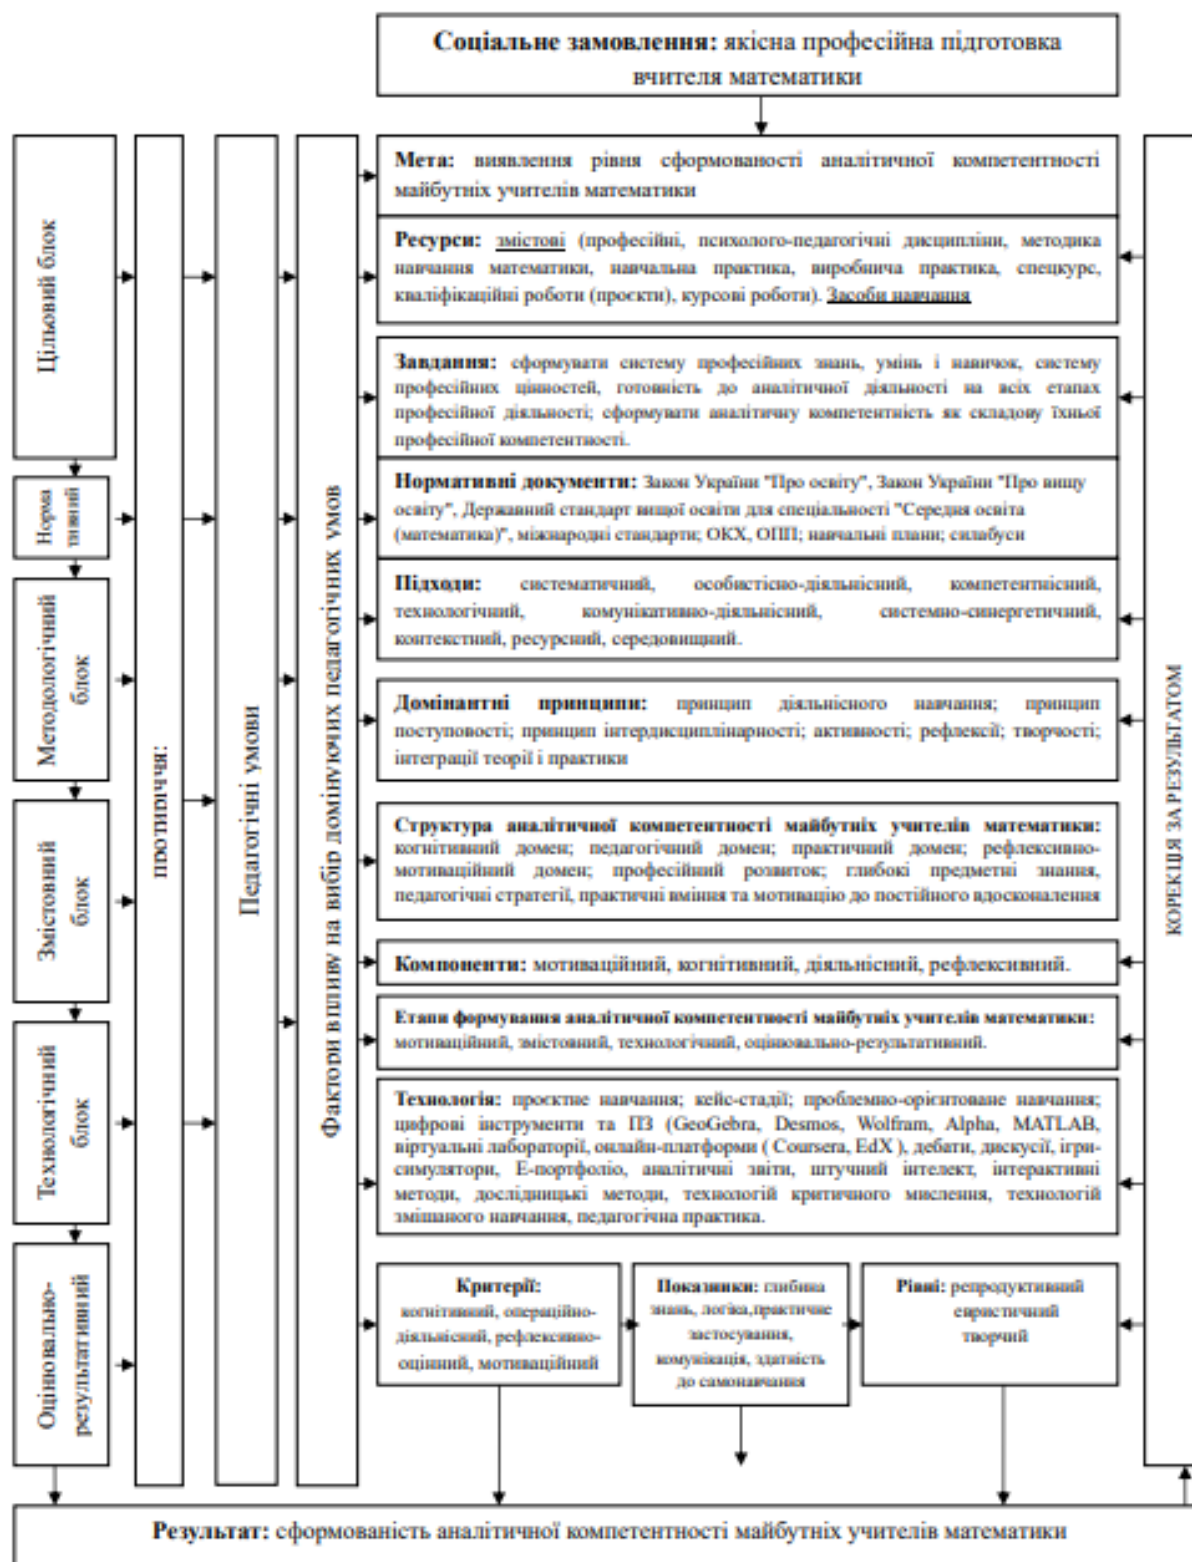 Соціальне замовлення: якісна професійна підготовка
вчителя математики
Цільовий блок
Норма
тивний
Методологічний
блок
Змістовний
блок
Технологічний
блок
Оцінювально-
результативний
протиріччя:
Педагогічні умови
Фактори впливу на вибір домінуючих педагогічних умов
Мета: виявлення рівня сформованості аналітичної компетентності
майбутніх учителів математики
Ресурси: змістові (професійні, психолого-педагогічні дисципліни, методика
навчання математики, навчальна практика, виробнича практика, спецкурс,
кваліфікаційні роботи (проєкти), курсові роботи). Засоби навчання
Завдання: сформувати систему професійних знань, умінь і навичок, систему
професійних цінностей, готовність до аналітичної діяльності на всіх етапах
професійної діяльності; сформувати аналітичну компетентність як складову їхньої
професійної компетентності.
Нормативні документи: Закон України "Про освіту", Закон України "Про вищу
освіту", Державний стандарт вищої освіти для спеціальності "Середня освіта
(математика)", міжнародні стандарти; ОКХ, ОПП; навчальні плани; силабуси
Підходи: систематичний, особистісно-діяльнісний, компетентнісний,
технологічний, комунікативно-діяльнісний, системно-синергетичний,
контекстний, ресурсний, середовищний.
Домінантні принципи: принцип діяльнісного навчання; принцип
поступовості; принцип інтердисциплінарності; активності; рефлексії; творчості;
інтеграції теорії і практики
Структура аналітичної компетентності майбутніх учителів математики:
когнітивний домен; педагогічний домен; практичний домен; рефлексивно-
мотиваційний домен; професійний розвиток; глибокі предметні знання,
педагогічні стратегії, практичні вміння та мотивацію до постійного вдосконалення
Компоненти: мотиваційний, когнітивний, діяльнісний, рефлексивний.
Етапи формування аналітичної компетентності майбутніх учителів математики:
мотиваційний, змістовний, технологічний, оцінювально-результативний.
Технологія: проєктне навчання; кейс-стадії; проблемно-орієнтоване навчання;
цифрові інструменти та ПЗ (GeoGebra, Desmos, Wolfram, Alpha, MATLAB,
віртуальні лабораторії, онлайн-платформи ( Coursera, EdX ), дебати, дискусії, ігри-
симулятори, Е-портфоліо, аналітичні звіти, штучний інтелект, інтерактивні
методи, дослідницькі методи, технологій критичного мислення, технологій
змішаного навчання, педагогічна практика.
Критерії:
когнітивний, операційно-
діяльнісний, рефлексивно-
оцінний, мотиваційний
Показники: глибина
знань, логіка,практичне
застосування,
комунікація, здатність
до самонавчання
Рівні: репродуктивний
евристичний
творчий
КОРЕКЦІЯ ЗА РЕЗУЛЬТАТОМ
Результат: сформованість аналітичної компетентності майбутніх учителів математики